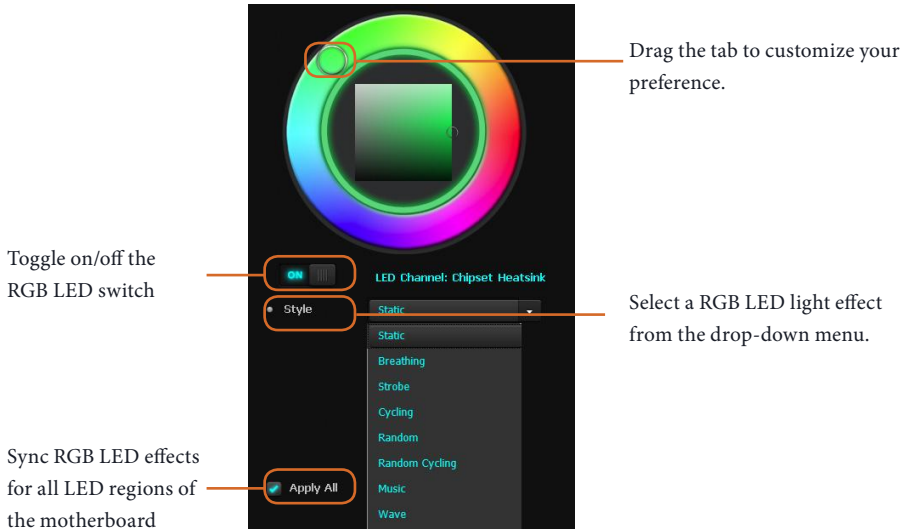 Drag the tab to customize your
preference.
Toggle on/off the
RGB LED switch
ON
LED Channel: Chipset Heatsink
Style
Static
Select a RGB LED light effect
from the drop-down menu.
Static
Breathing
Strobe
Cycling
Random
Random Cycling
Music
Wave
Sync RGB LED effects
for all LED regions of
the motherboard
Apply All